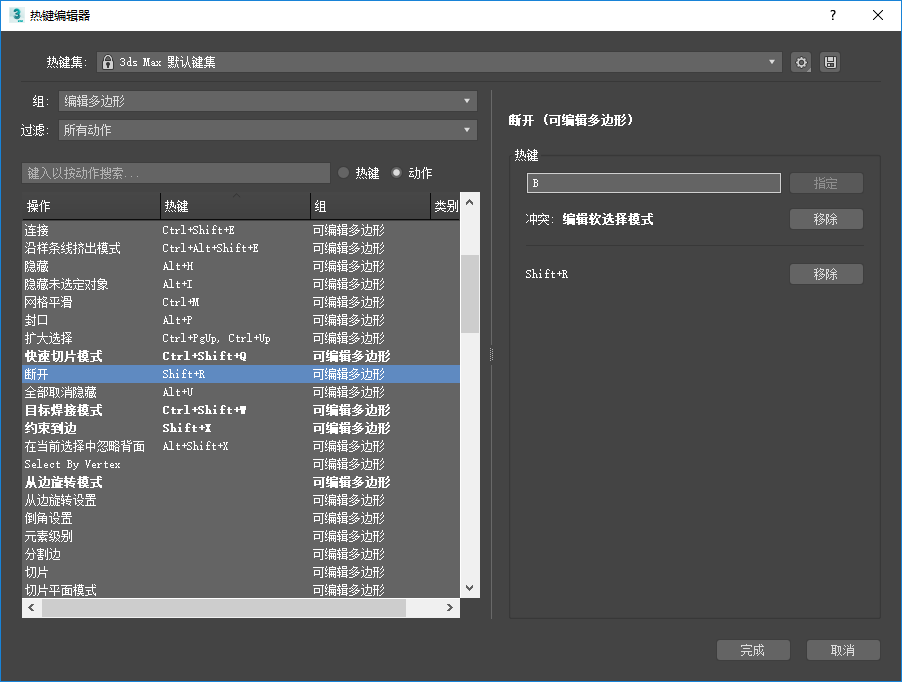 3 热键编辑器 ?
热键集: 3ds Max 默认键集
组: 编辑多边形
过滤: 所有动作
键入以按动作搜索... 热键 动作
操作 热键 组 类别
连接 Ctrl+Shift+E 可编辑多边形
沿样条线挤出模式 Ctrl+Alt+Shift+E 可编辑多边形
隐藏 Alt+H 可编辑多边形
隐藏未选定对象 Alt+I 可编辑多边形
网格平滑 Ctrl+M 可编辑多边形
封口 Alt+P 可编辑多边形
扩大选择 Ctrl+PgUp, Ctrl+Up 可编辑多边形
快速切片模式 Ctrl+Shift+Q 可编辑多边形
断开 Shift+R 可编辑多边形
全部取消隐藏 Alt+U 可编辑多边形
目标焊接模式 Ctrl+Shift+W 可编辑多边形
约束到边 Shift+X 可编辑多边形
在当前选择中忽略背面 Alt+Shift+X 可编辑多边形
Select By Vertex 可编辑多边形
从边旋转模式 可编辑多边形
从边旋转设置 可编辑多边形
倒角设置 可编辑多边形
元素级别 可编辑多边形
分割边 可编辑多边形
切片 可编辑多边形
切片平面模式 可编辑多边形
断开 (可编辑多边形)
热键
B 指定
冲突: 编辑软选择模式 移除
Shift+R 移除
完成 取消